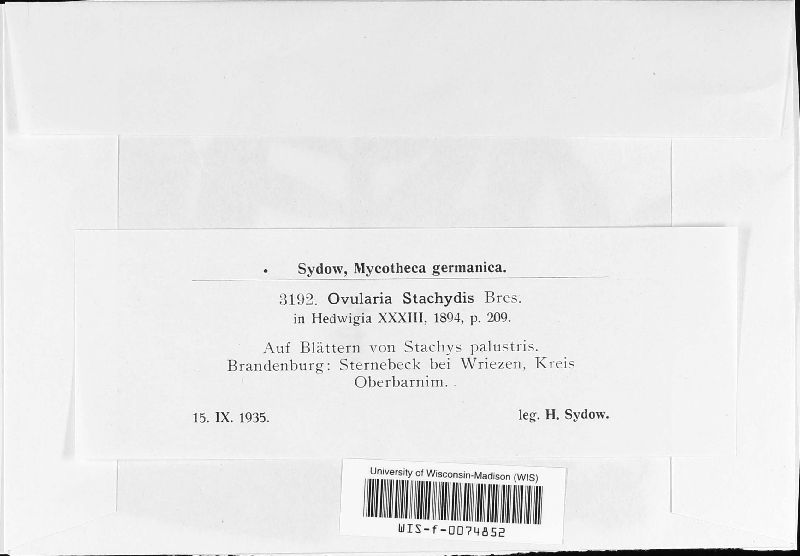 Sydow, Mycotheca germanica.
3192. Ovularia Stachydis Bres.
in Hedwigia XXXIII, 1894, p. 209.
Auf Blättern von Stachys palustris.
Brandenburg: Sternebeck bei Wriezen, Kreis
Oberbarnim.
15. IX. 1935. leg. H. Sydow.
University of Wisconsin-Madison (WIS)
WIS-f-0074852